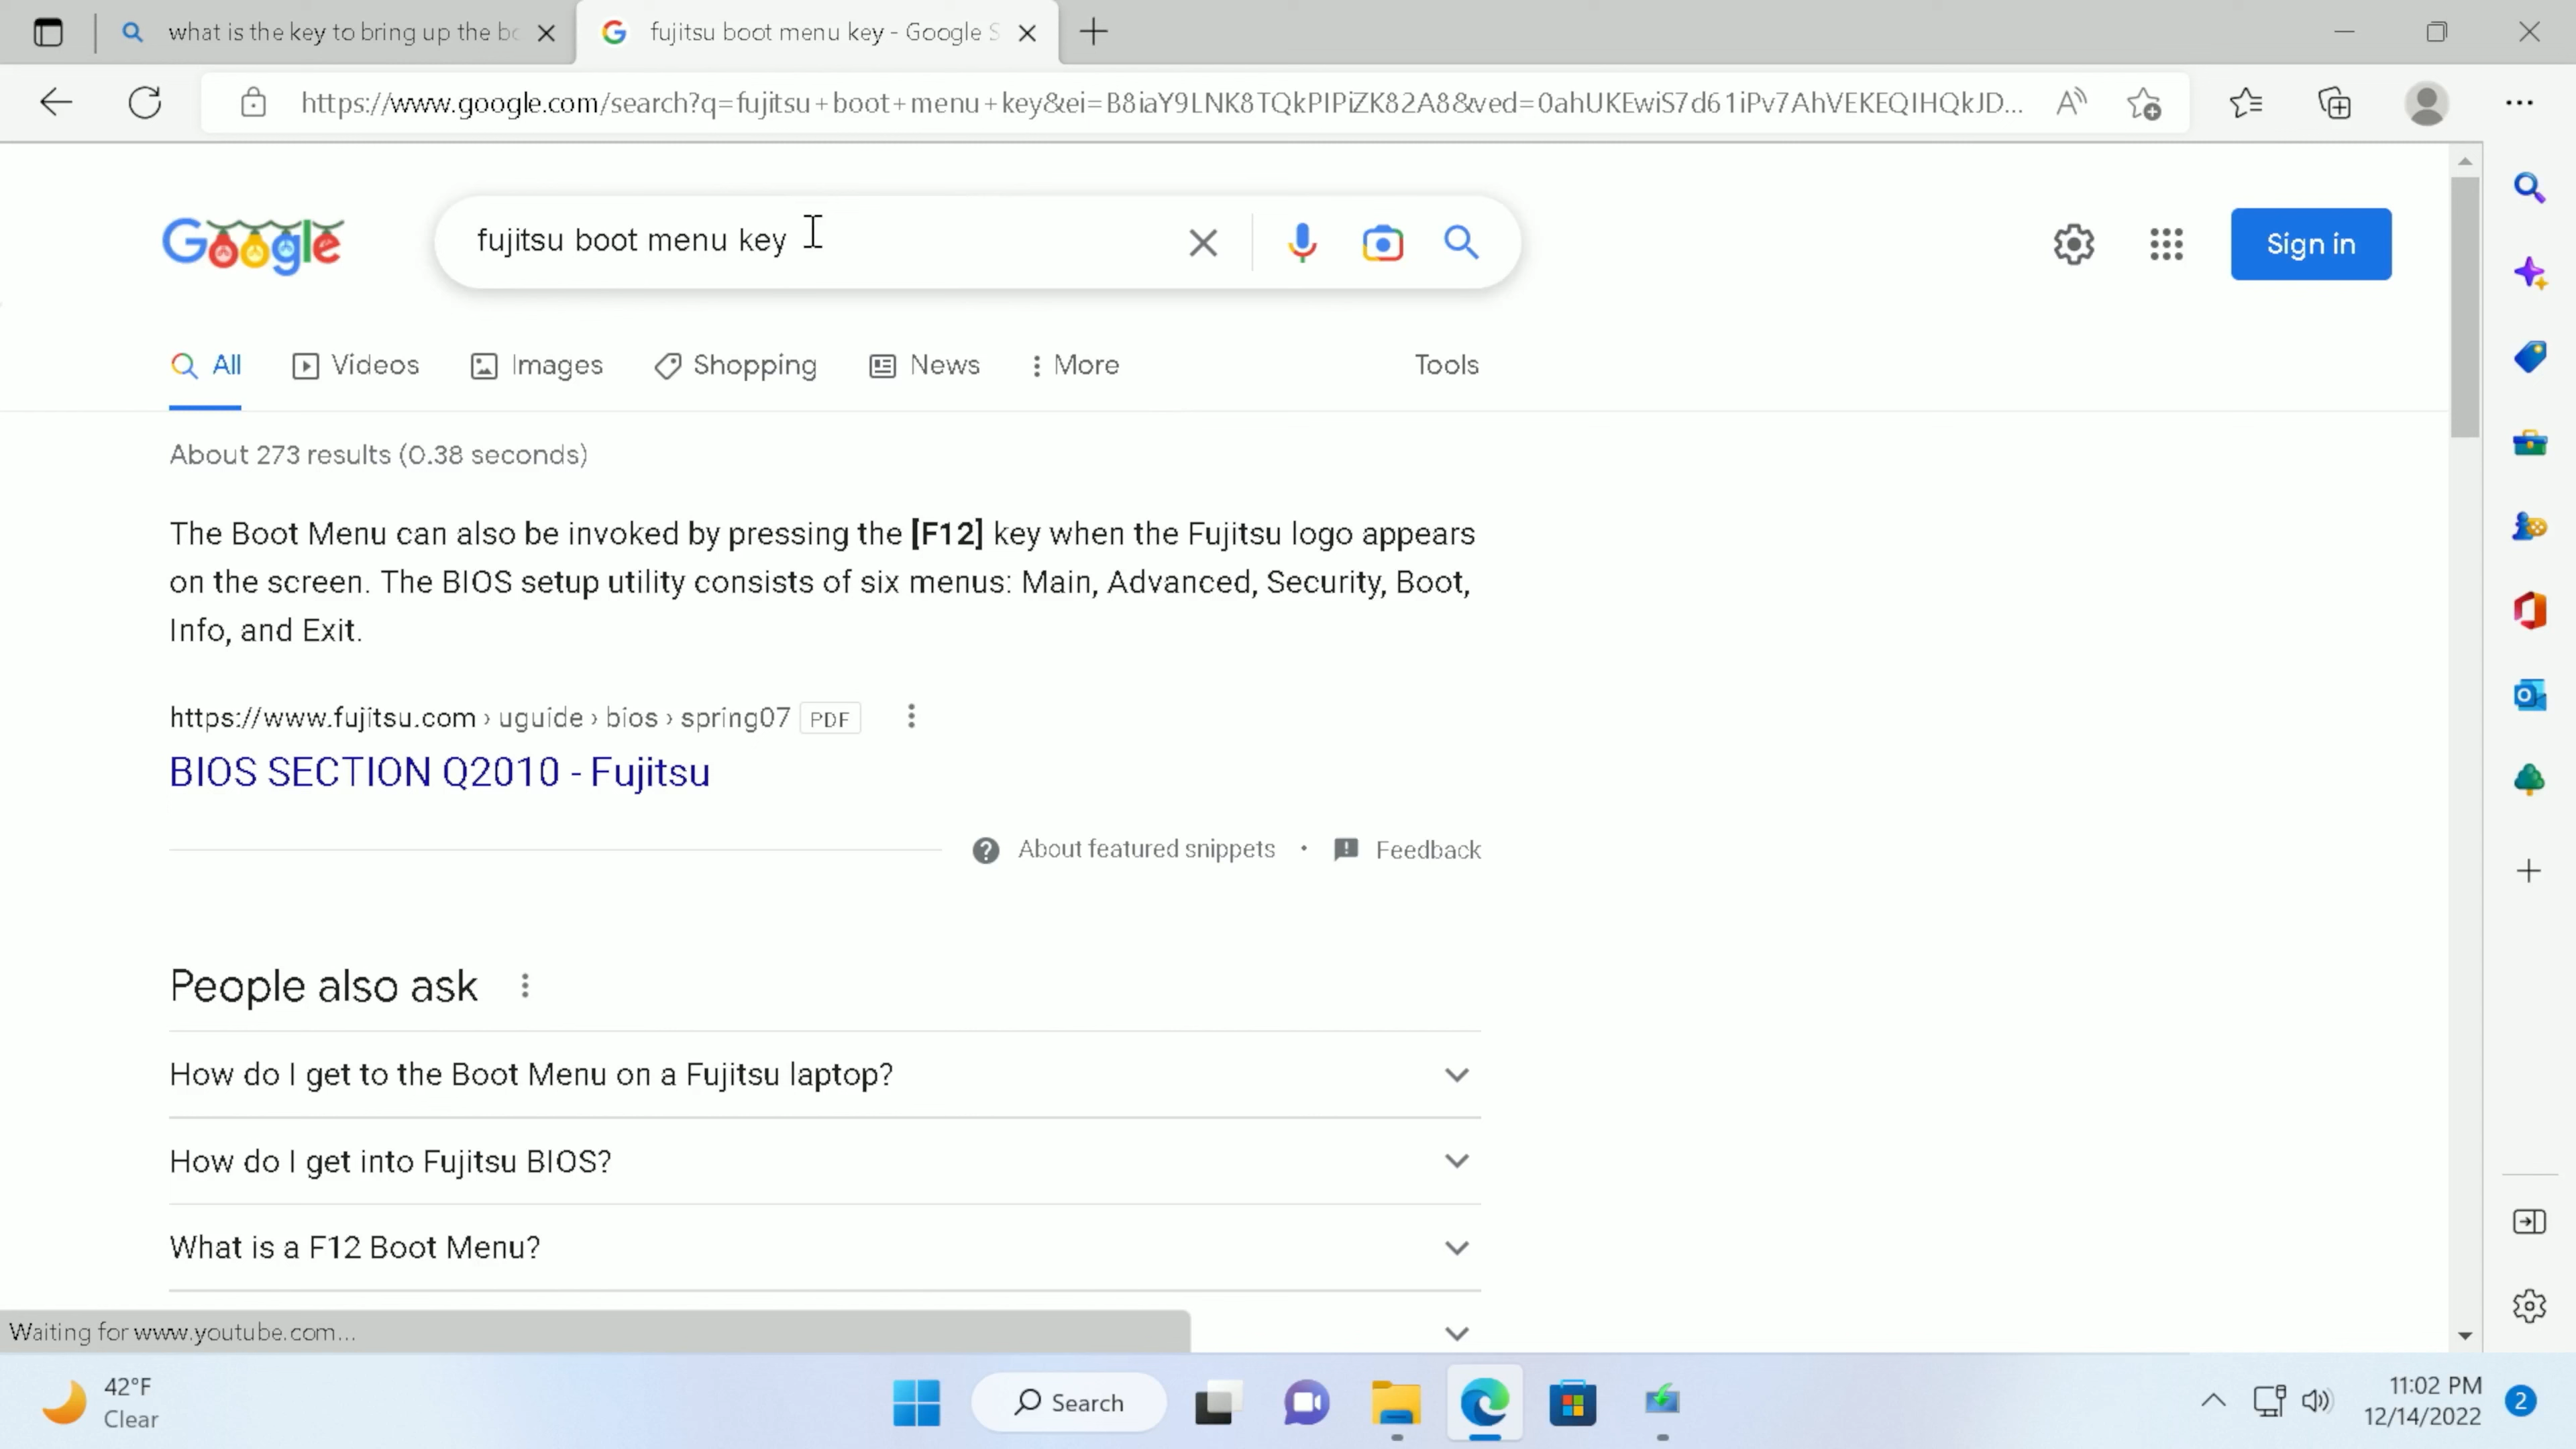 what is the key to bring up the bo
fujitsu boot menu key - Google S
https://www.google.com/search?q=fujitsu+boot+menu+key&ei=B8iaY9LNK8TQkPIPiZK82A8&ved=0ahUKEwiS7d61iPv7AhVEKEQIHQkJD...
Google
fujitsu boot menu key
Sign in
All
Videos
Images
Shopping
News
More
Tools
About 273 results (0.38 seconds)
The Boot Menu can also be invoked by pressing the [F12] key when the Fujitsu logo appears
on the screen. The BIOS setup utility consists of six menus: Main, Advanced, Security, Boot,
Info, and Exit.
https://www.fujitsu.com › uguide › bios › spring07 PDF
BIOS SECTION Q2010 - Fujitsu
About featured snippets • Feedback
People also ask
How do I get to the Boot Menu on a Fujitsu laptop?
How do I get into Fujitsu BIOS?
What is a F12 Boot Menu?
Waiting for www.youtube.com...
42°F
Clear
Search
11:02 PM
12/14/2022
2